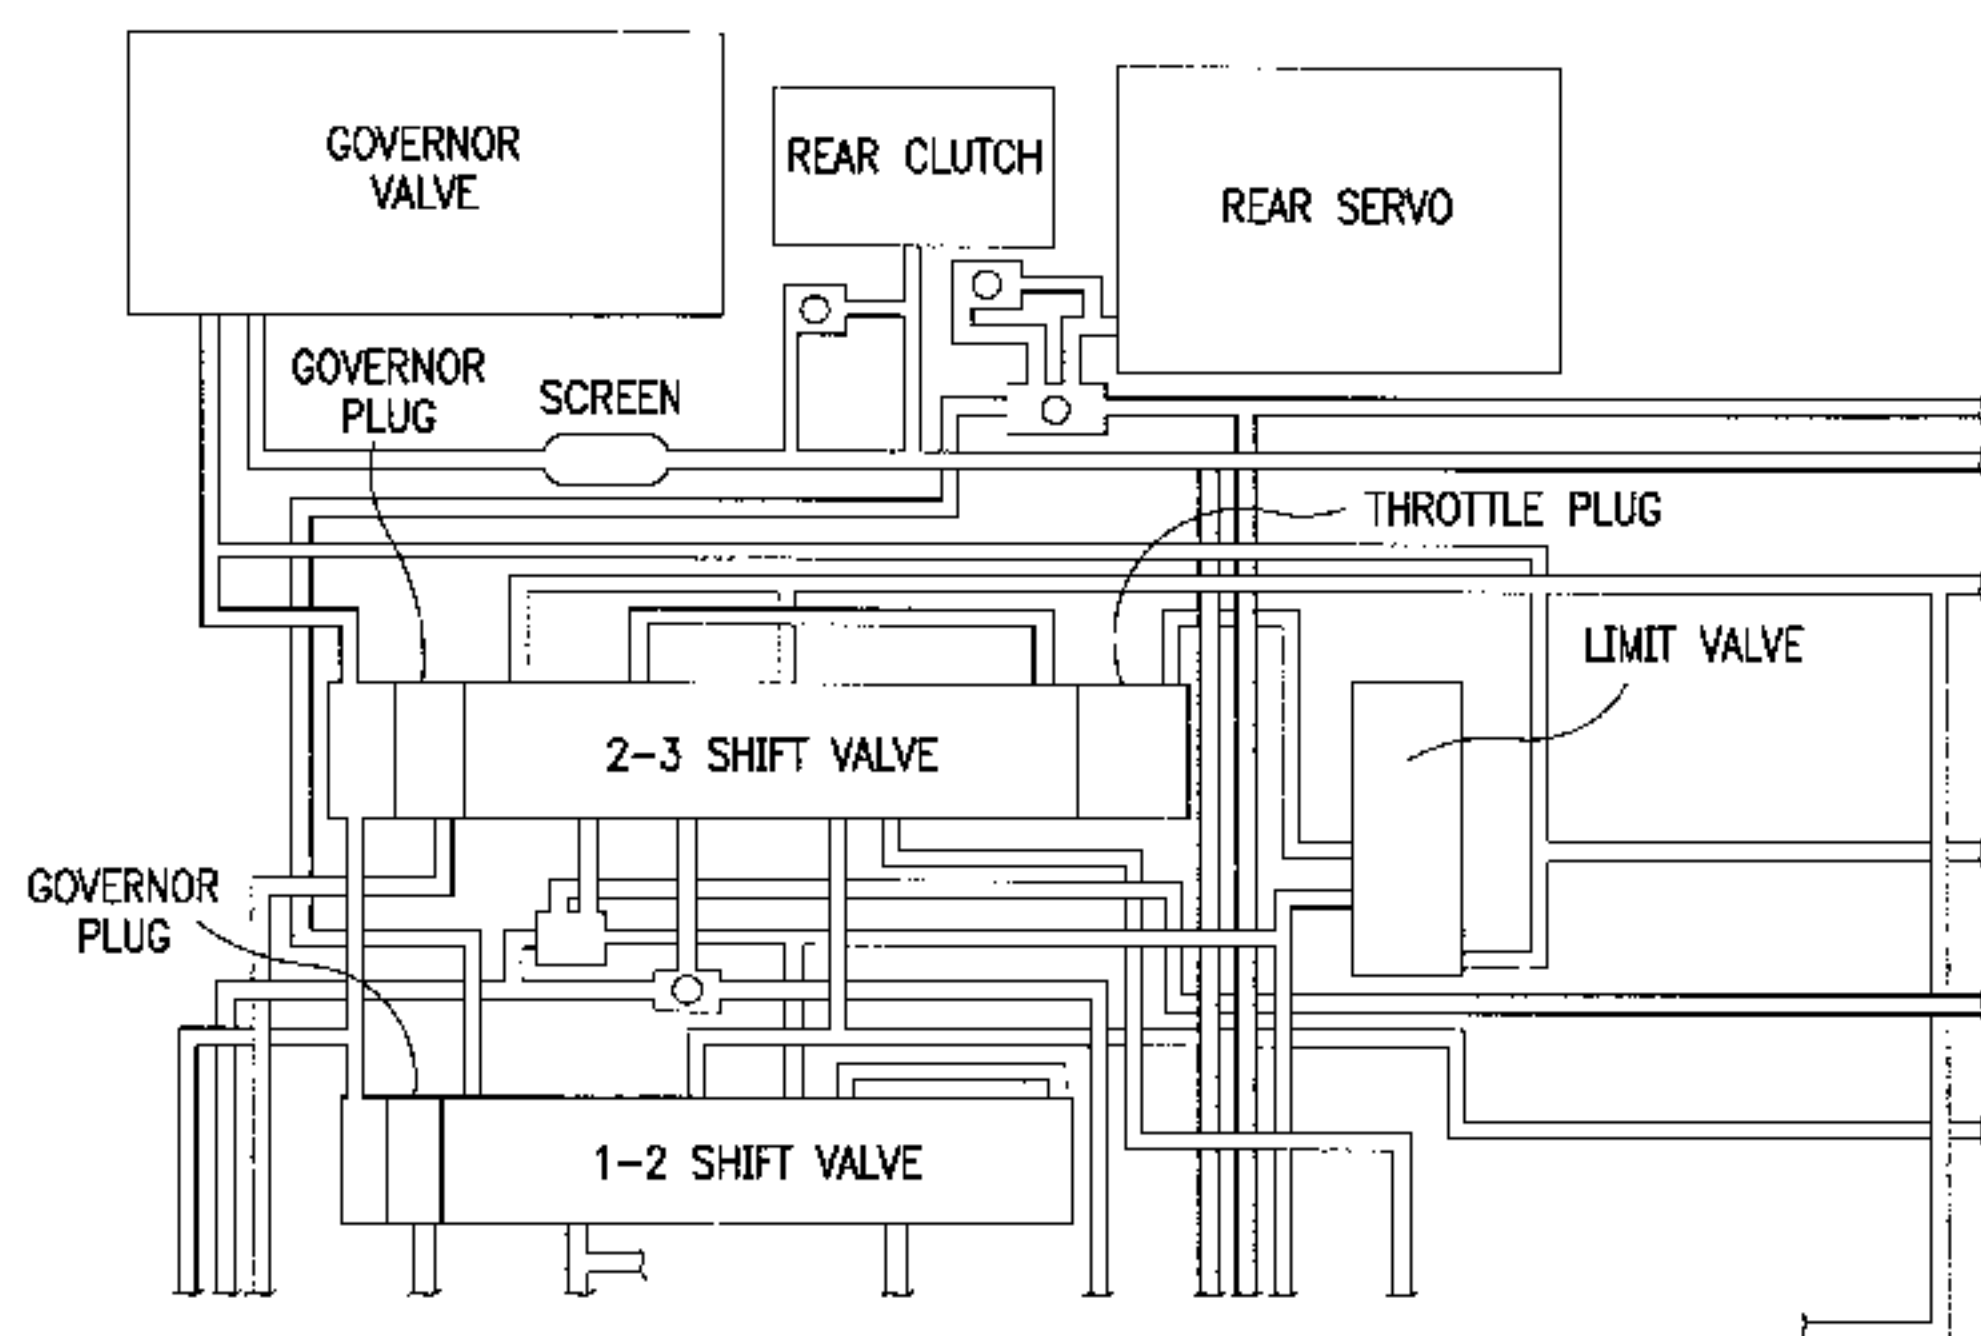 GOVERNOR
VALVE
REAR CLUTCH
REAR SERVO
GOVERNOR
PLUG
SCREEN
THROTTLE PLUG
LIMIT VALVE
2-3 SHIFT VALVE
GOVERNOR
PLUG
1-2 SHIFT VALVE